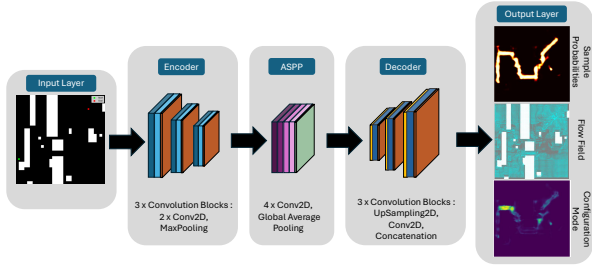 Input Layer
Encoder
3 x Convolution Blocks :
2 x Conv2D,
MaxPooling
ASPP
4 x Conv2D,
Global Average
Pooling
Decoder
3 x Convolution Blocks :
UpSampling2D,
Conv2D,
Concatenation
Output Layer
Sample
Probabilities
Flow Field
Configuration
Mode